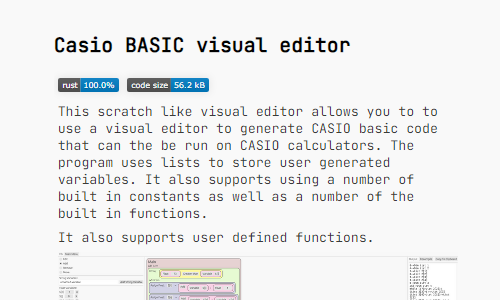 Casio BASIC visual editor
rust 100.0% code size 56.2 kB
This scratch like visual editor allows you to to
use a visual editor to generate CASIO basic code
that can the be run on CASIO calculators. The
program uses lists to store user generated
variables. It also supports using a number of
built in constants as well as a number of the
built in functions.
It also supports user defined functions.